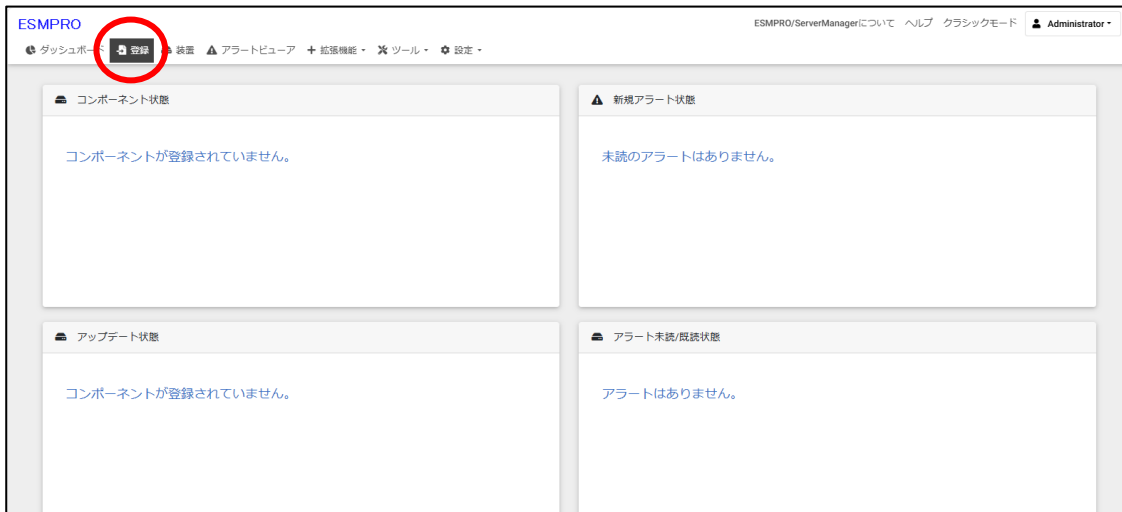 ESMPRO
ESMPRO/ServerManagerについて ヘルプ クラシックモード Administrator
ダッシュボード 登録 装置 アラートビューア 拡張機能 ツール 設定
コンポーネント状態
新規アラート状態
コンポーネントが登録されていません。
未読のアラートはありません。
アップデート状態
アラート未読/既読状態
コンポーネントが登録されていません。
アラートはありません。